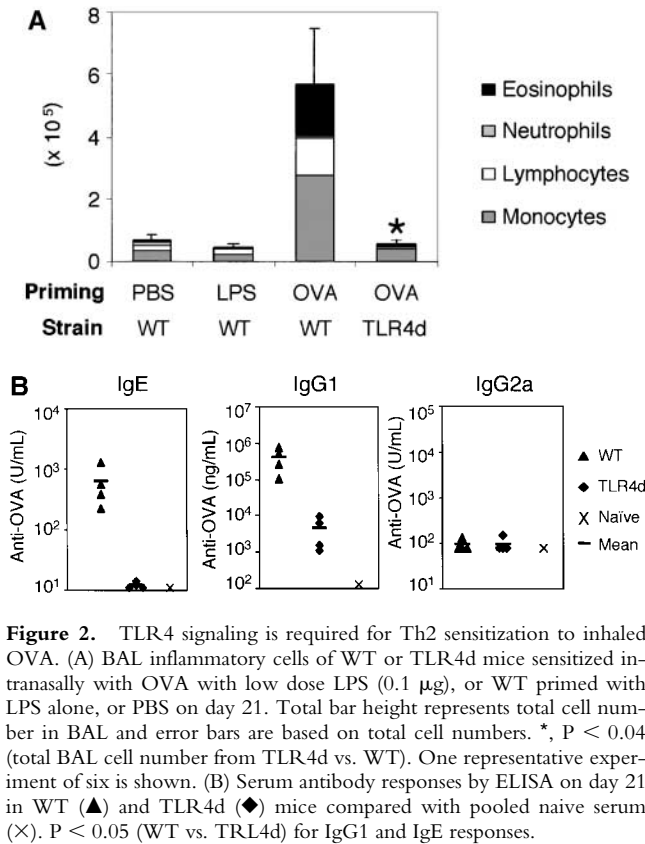 A
8
6
4
2
0
(x 10⁵)
Eosinophils
Neutrophils
Lymphocytes
Monocytes
Priming PBS LPS OVA OVA
Strain WT WT WT TLR4d
*
B
IgE
Anti-OVA (U/mL)
10⁴
10³
10²
10¹
IgG1
Anti-OVA (ng/mL)
10⁷
10⁶
10⁵
10⁴
10³
10²
IgG2a
Anti-OVA (U/mL)
10⁵
10⁴
10³
10²
10¹
▲ WT
◆ TLR4d
× Naïve
– Mean
Figure 2. TLR4 signaling is required for Th2 sensitization to inhaled
OVA. (A) BAL inflammatory cells of WT or TLR4d mice sensitized in-
tranasally with OVA with low dose LPS (0.1 μg), or WT primed with
LPS alone, or PBS on day 21. Total bar height represents total cell num-
ber in BAL and error bars are based on total cell numbers. *, P < 0.04
(total BAL cell number from TLR4d vs. WT). One representative exper-
iment of six is shown. (B) Serum antibody responses by ELISA on day 21
in WT (▲) and TLR4d (◆) mice compared with pooled naive serum
(×). P < 0.05 (WT vs. TRL4d) for IgG1 and IgE responses.